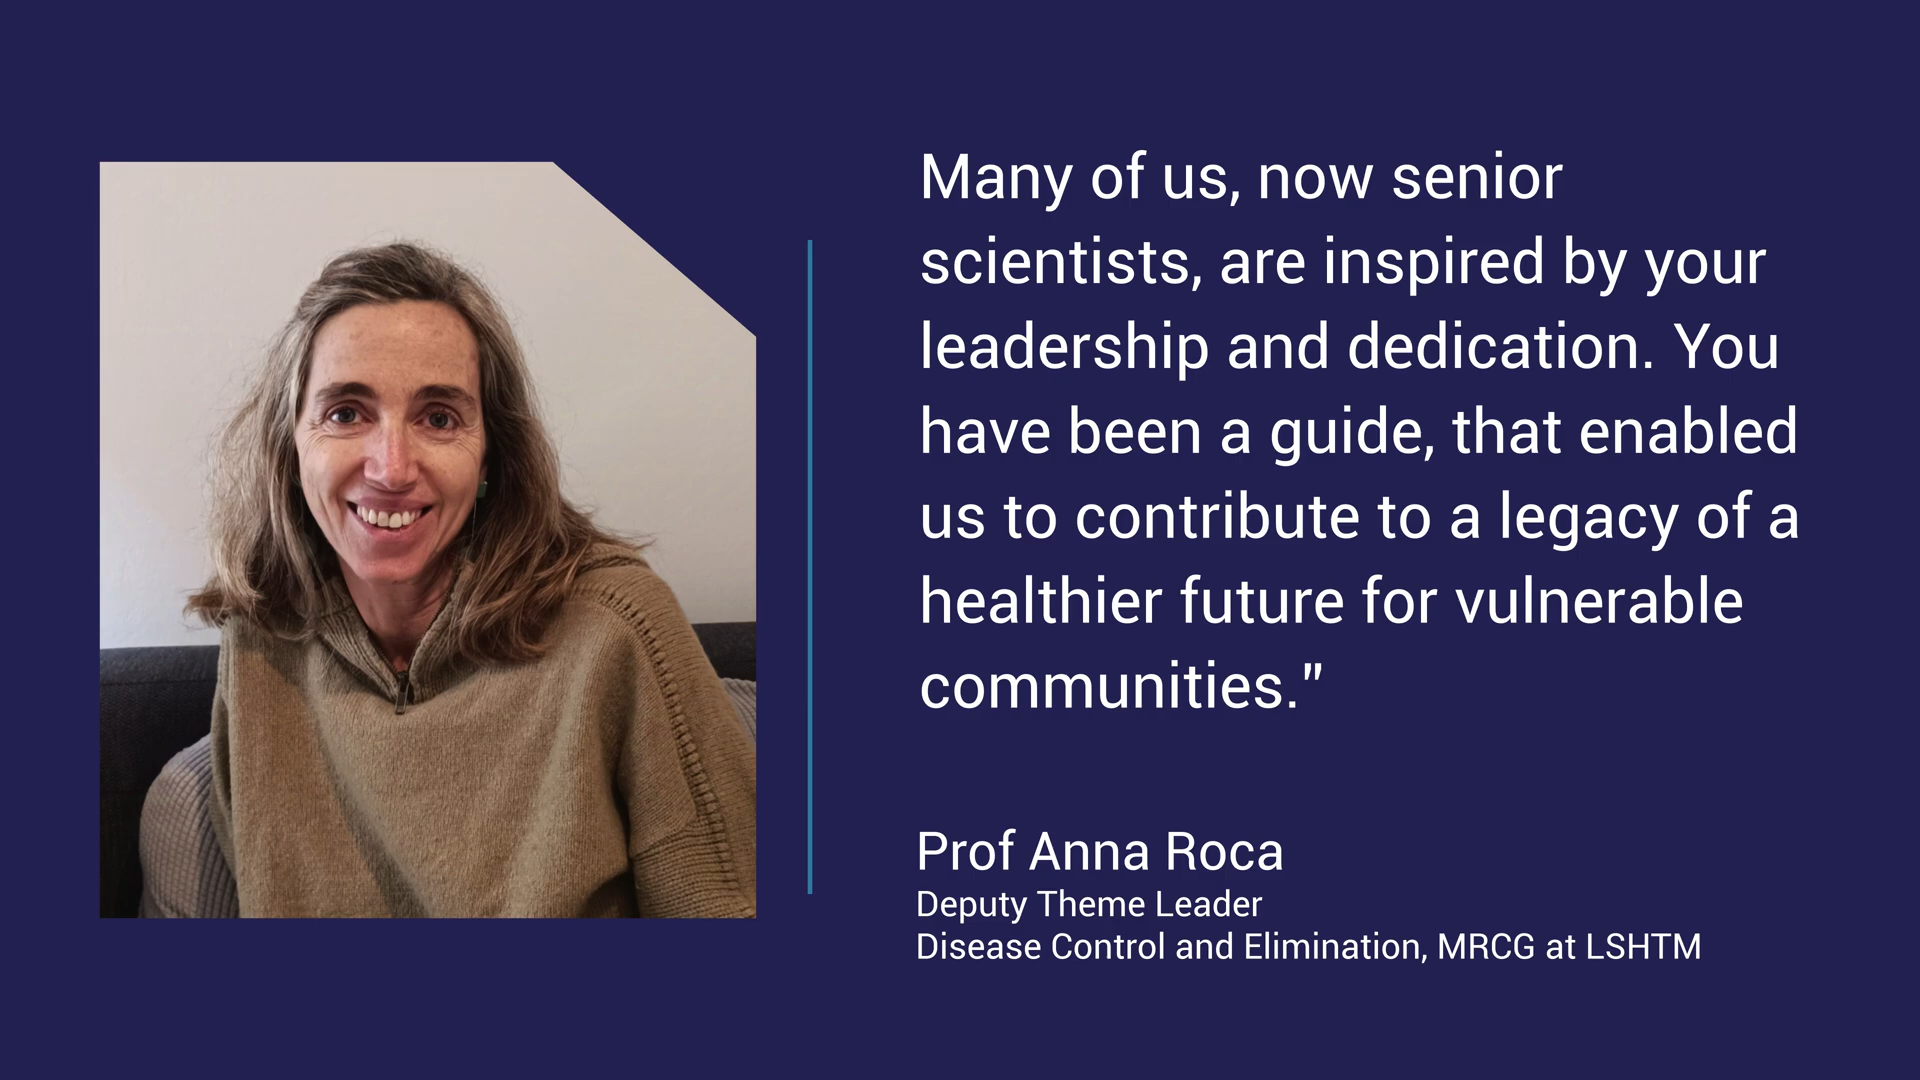 Many of us, now senior
scientists, are inspired by your
leadership and dedication. You
have been a guide, that enabled
us to contribute to a legacy of a
healthier future for vulnerable
communities."
Prof Anna Roca
Deputy Theme Leader
Disease Control and Elimination, MRCG at LSHTM